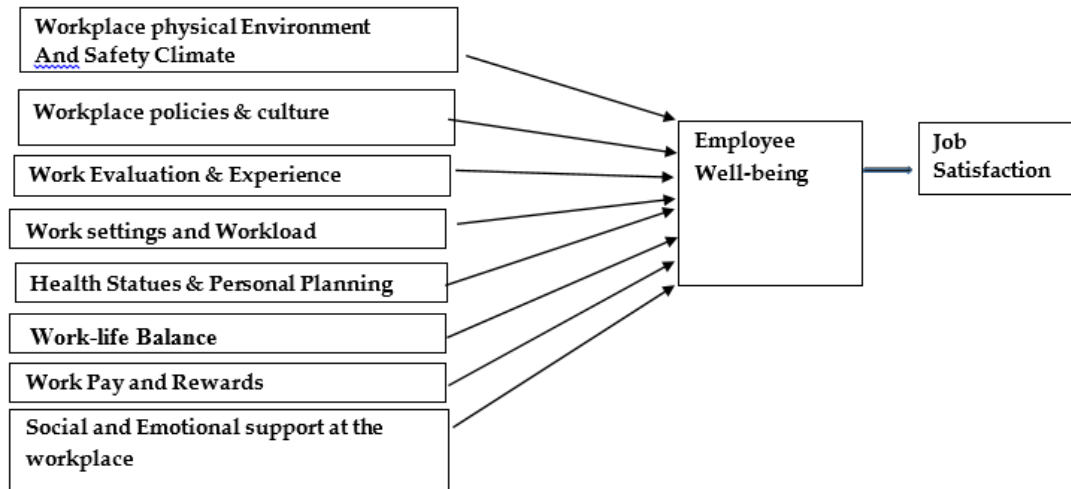 Workplace physical Environment
And Safety Climate
Workplace policies & culture
Work Evaluation & Experience
Work settings and Workload
Health Statues & Personal Planning
Work-life Balance
Work Pay and Rewards
Social and Emotional support at the
workplace
Employee
Well-being
Job
Satisfaction